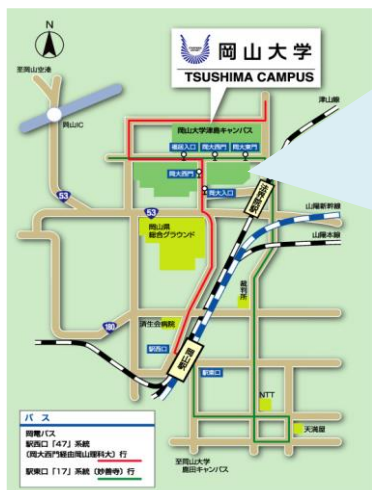 N
岡山大学
TSUSHIMA CAMPUS
至岡山空港
津山線
岡山IC
岡山大学津島キャンパス
福居入口
岡大西門
岡大東門
岡大西門
岡大入口
法界院駅
53
53
山陽新幹線
山陽本線
岡山県
総合グラウンド
裁判所
180
済生会病院
駅西口
岡山駅
駅東口
NTT
天満屋
バス
岡電バス
駅西口「47」系統
(岡大西門経由岡山理科大)行
駅東口「17」系統(妙善寺)行
至岡山大学
鹿田キャンパス